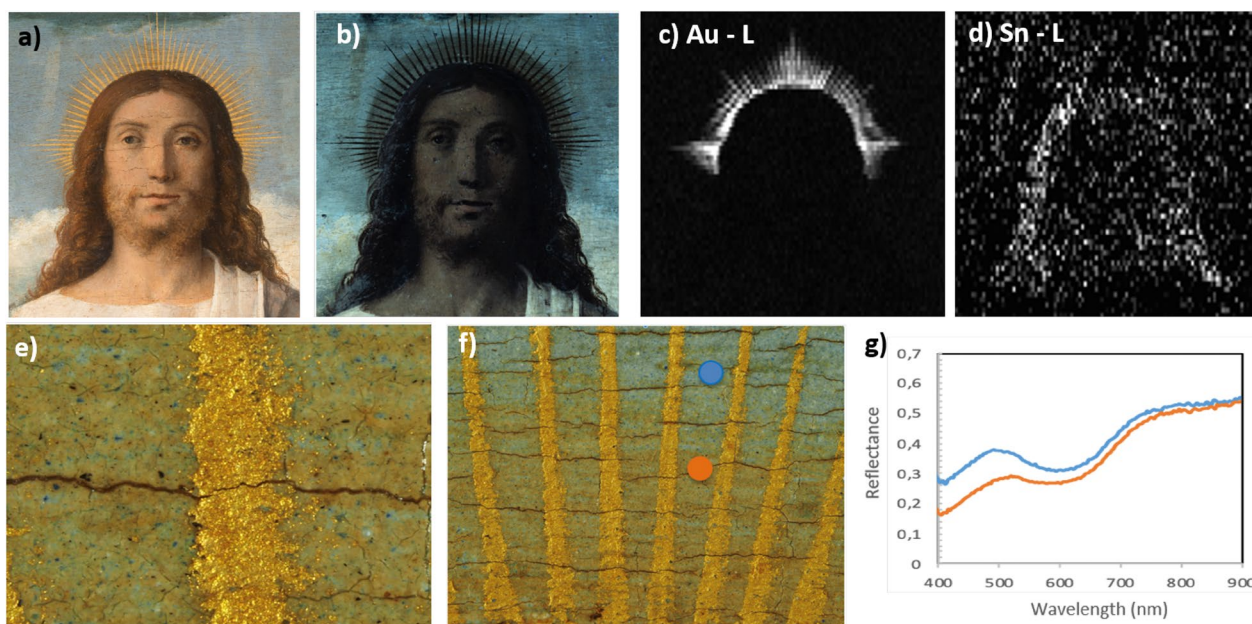 a)
b)
c) Au - L
d) Sn - L
e)
f)
g)
0,7
0,6
0,5
0,4
0,3
0,2
0,1
0
400 500 600 700 800 900
Reflectance
Wavelength (nm)